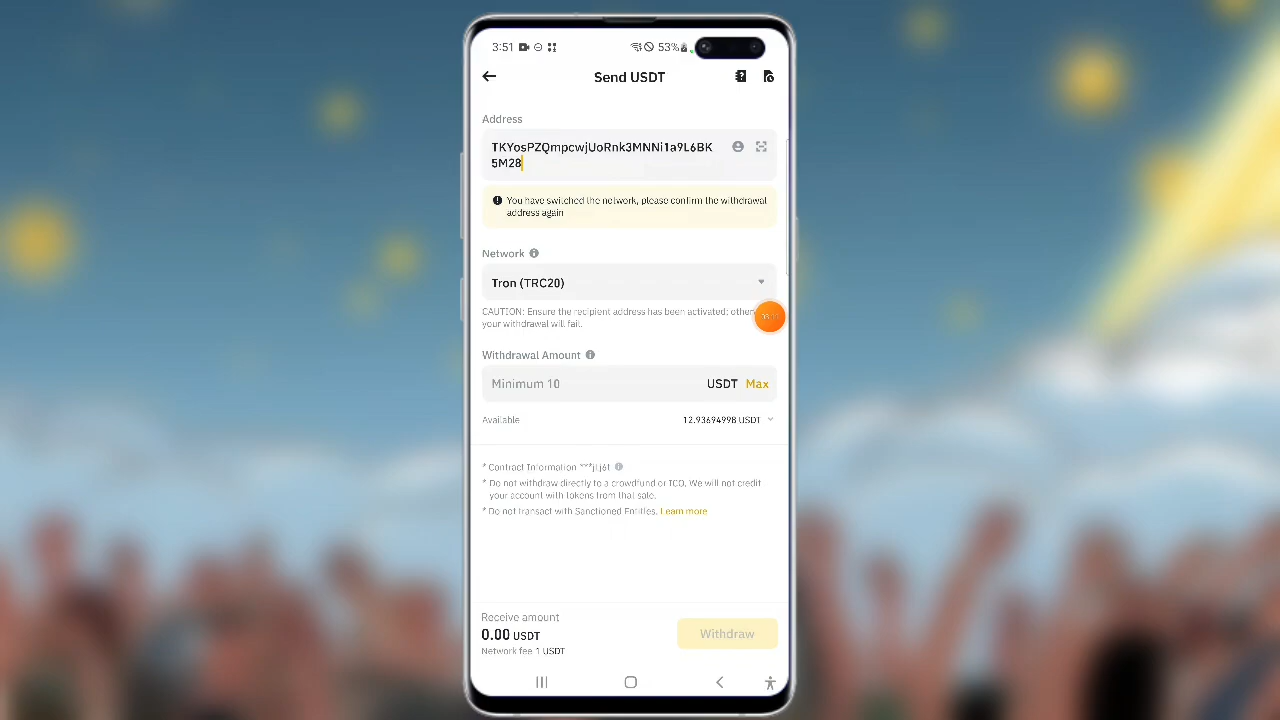 3:51
53%
Send USDT
Address
TKYosPZQmpcwjUoRnk3MNNi1a9L6BK
5M28
You have switched the network, please confirm the withdrawal
address again
Network
Tron (TRC20)
CAUTION: Ensure the recipient address has been activated; other
your withdrawal will fail.
Withdrawal Amount
Minimum 10 USDT Max
Available 12.93694998 USDT
* Contract Information
* Do not withdraw directly to a crowdfund or ICO. We will not credit
your account with tokens from that sale.
* Do not transact with Sanctioned Entities. Learn more
Receive amount
0.00 USDT
Withdraw
Network fee 1 USDT